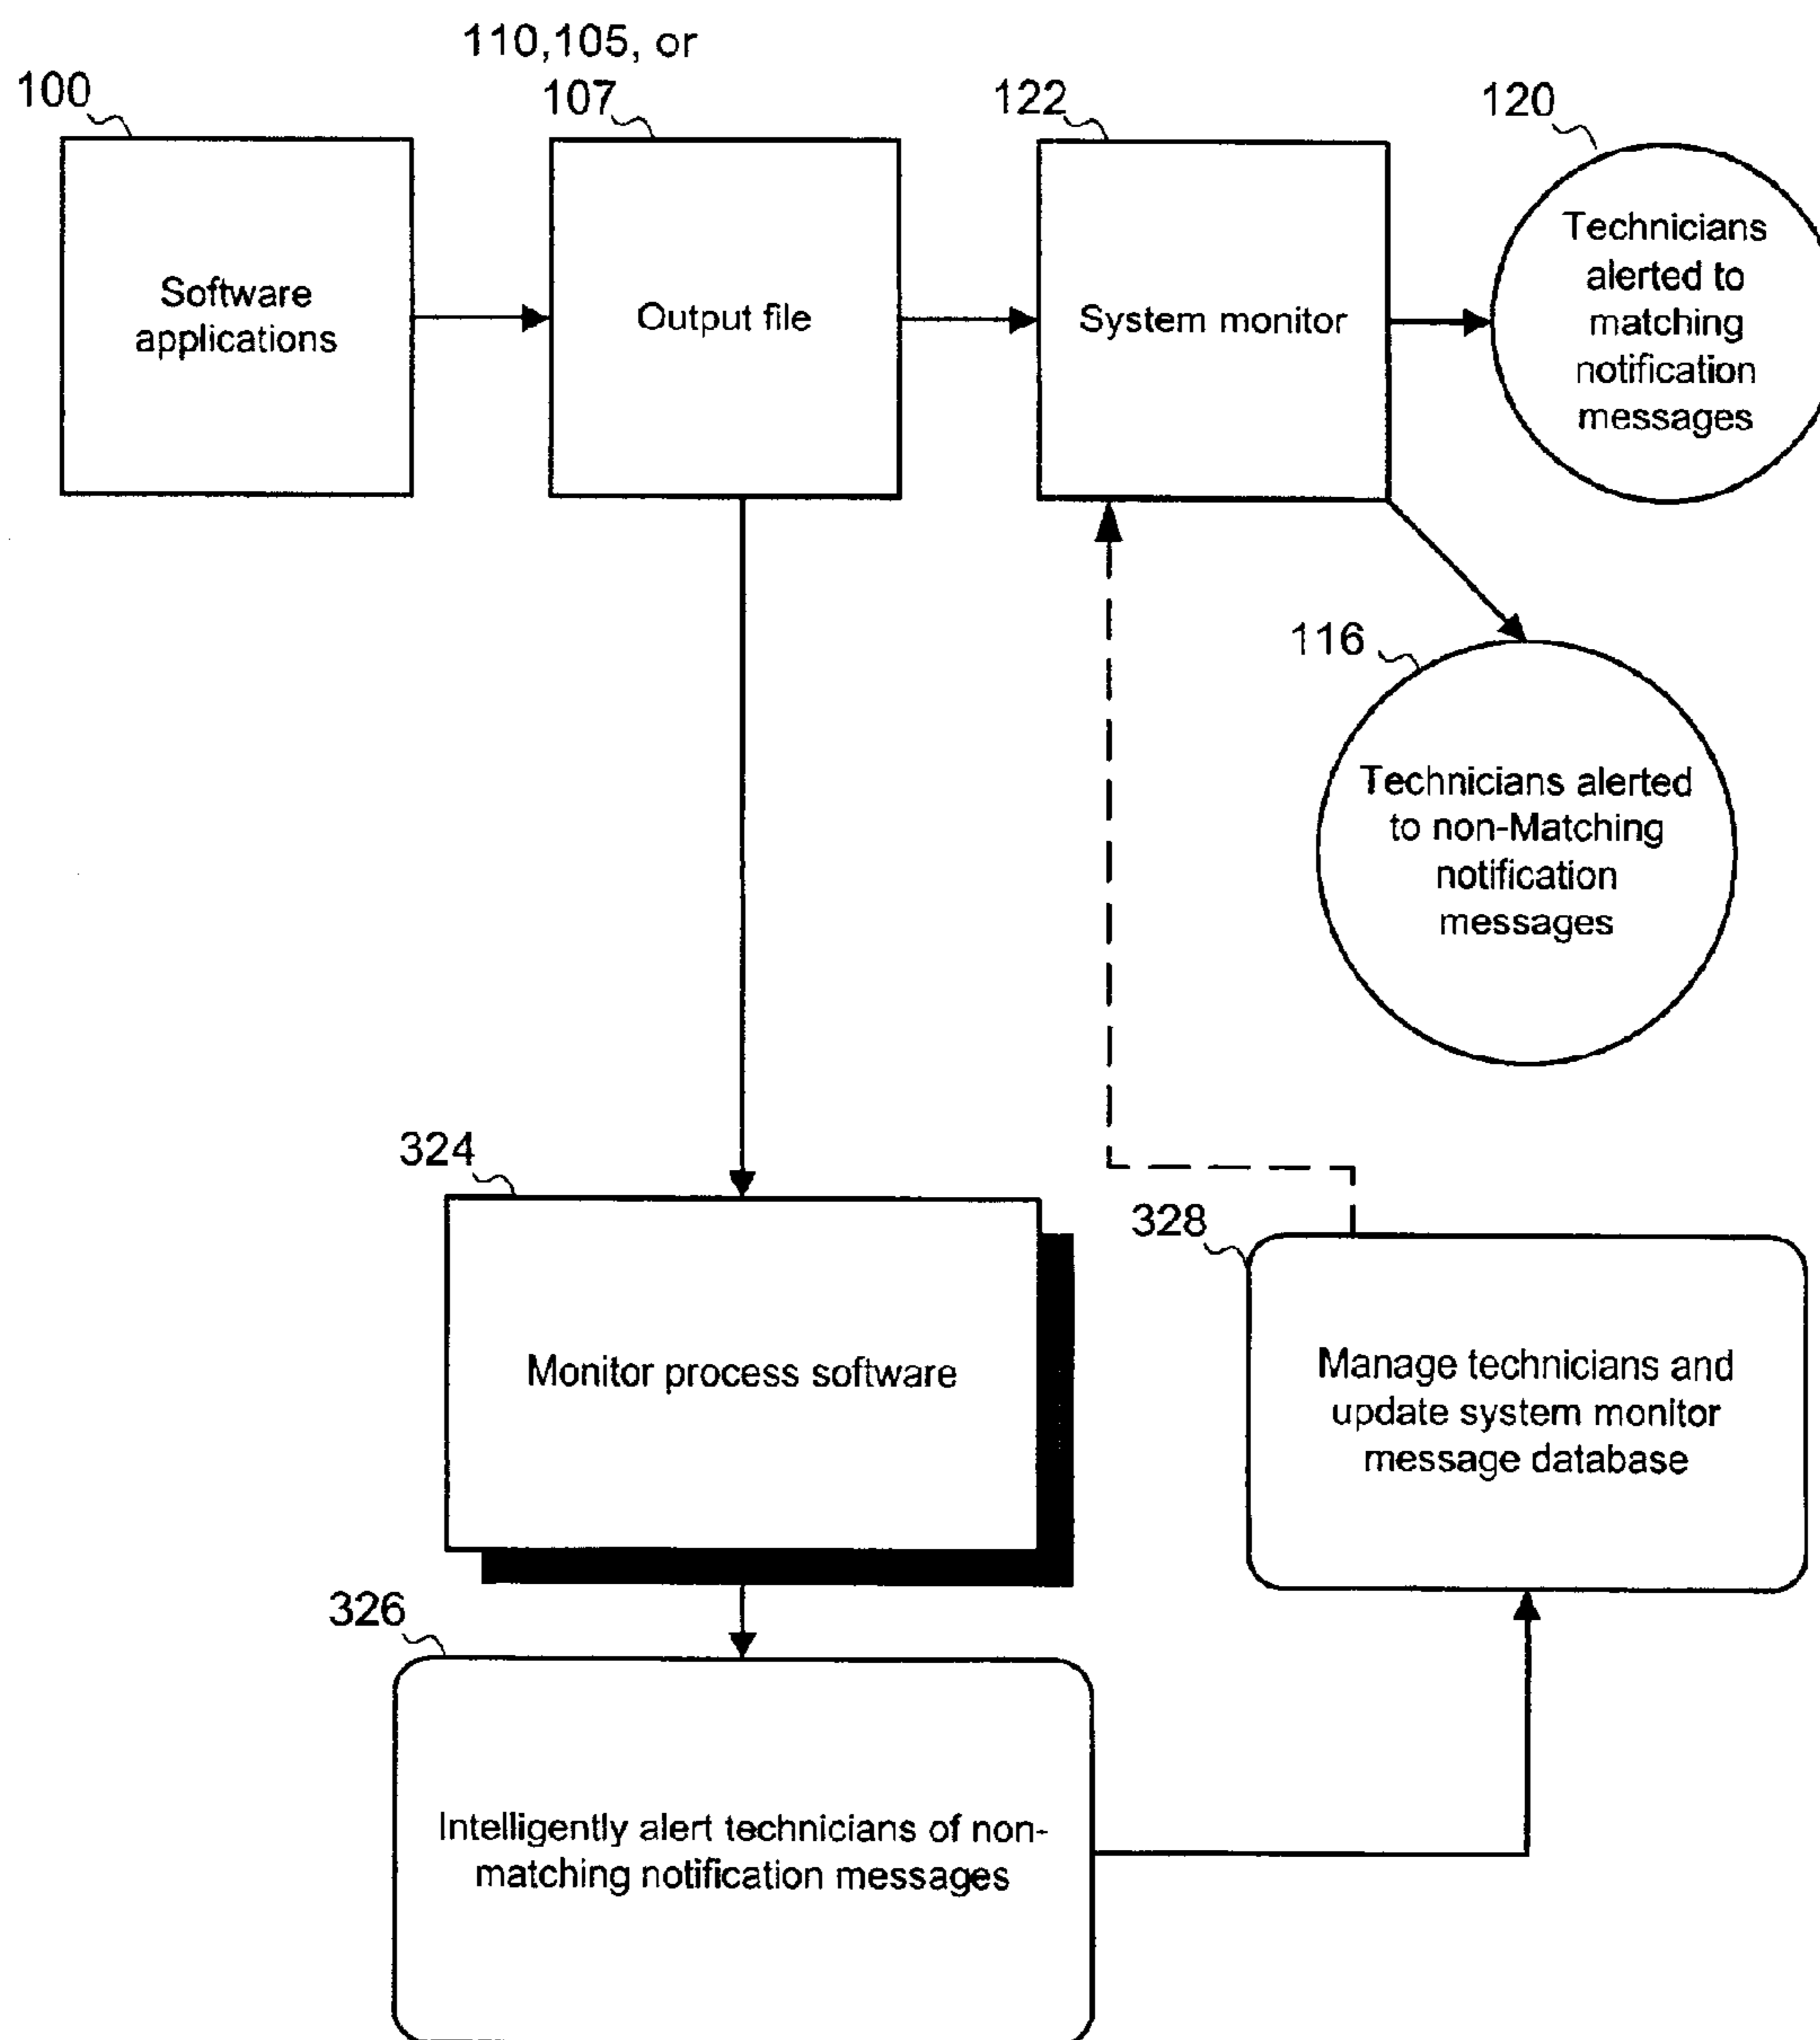 110,105, or
100
107
122
120
Software
applications
Output file
System monitor
Technicians
alerted to
matching
notification
messages
116
Technicians alerted
to non-Matching
notification
messages
324
328
Monitor process software
Manage technicians and
update system monitor
message database
326
Intelligently alert technicians of non-
matching notification messages